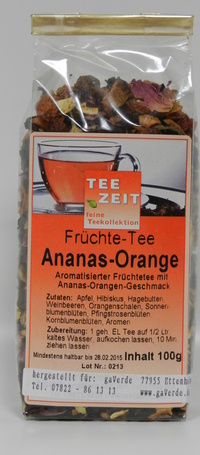 TEE
ZEIT
feine
Teekollektion
Früchte-Tee
Ananas-Orange
Aromatisierter Früchtetee mit
Ananas-Orangen-Geschmack
Zutaten: Apfel, Hibiskus, Hagebutten
Weinbeeren, Orangenschalen, Sonnen-
blumenblüten, Pfingstrosenblüten
Kornblumenblüten, Aromen
Zubereitung: 1 geh. EL Tee auf 1/2 Ltr.
kaltes Wasser, aufkochen lassen, 10 Min.
ziehen lassen
Mindestens haltbar bis 28.02.2015 Inhalt 100g
Lot Nr.: 0213
hergestellt für: gaVerde 77955 Ettenh
Tel. 07822 - 86 13 13 www.gaVerde.